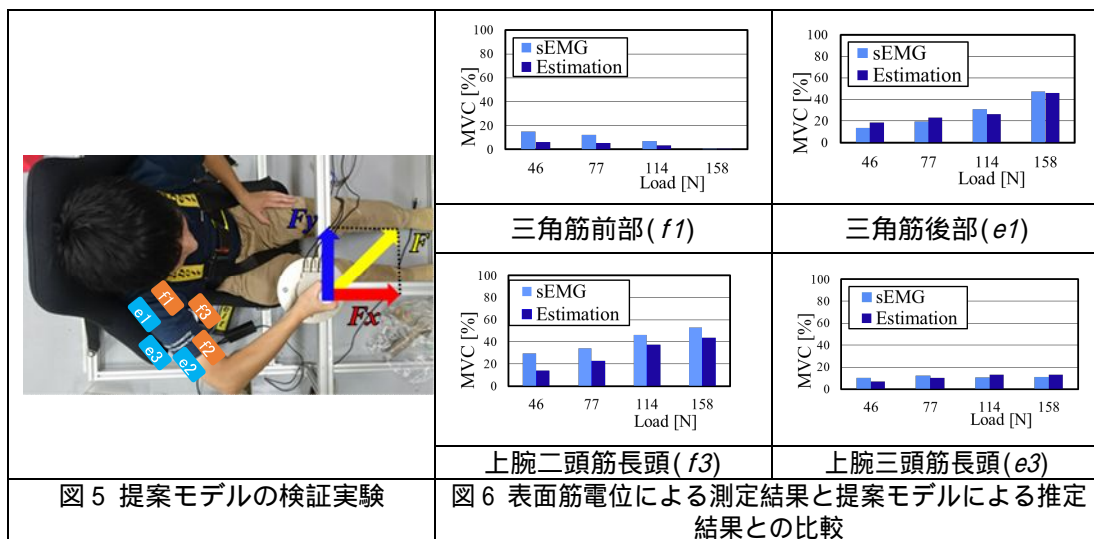 Fy
F
Fx
f1
f3
e1
f2
e3
e2
図 5 提案モデルの検証実験
100
80
60
40
20
0
MVC [%]
sEMG
Estimation
46 77 114 158
Load [N]
三角筋前部(f1)
100
80
60
40
20
0
MVC [%]
sEMG
Estimation
46 77 114 158
Load [N]
三角筋後部(e1)
100
80
60
40
20
0
MVC [%]
sEMG
Estimation
46 77 114 158
Load [N]
上腕二頭筋長頭(f3)
100
80
60
40
20
0
MVC [%]
sEMG
Estimation
46 77 114 158
Load [N]
上腕三頭筋長頭(e3)
図 6 表面筋電位による測定結果と提案モデルによる推定
結果との比較